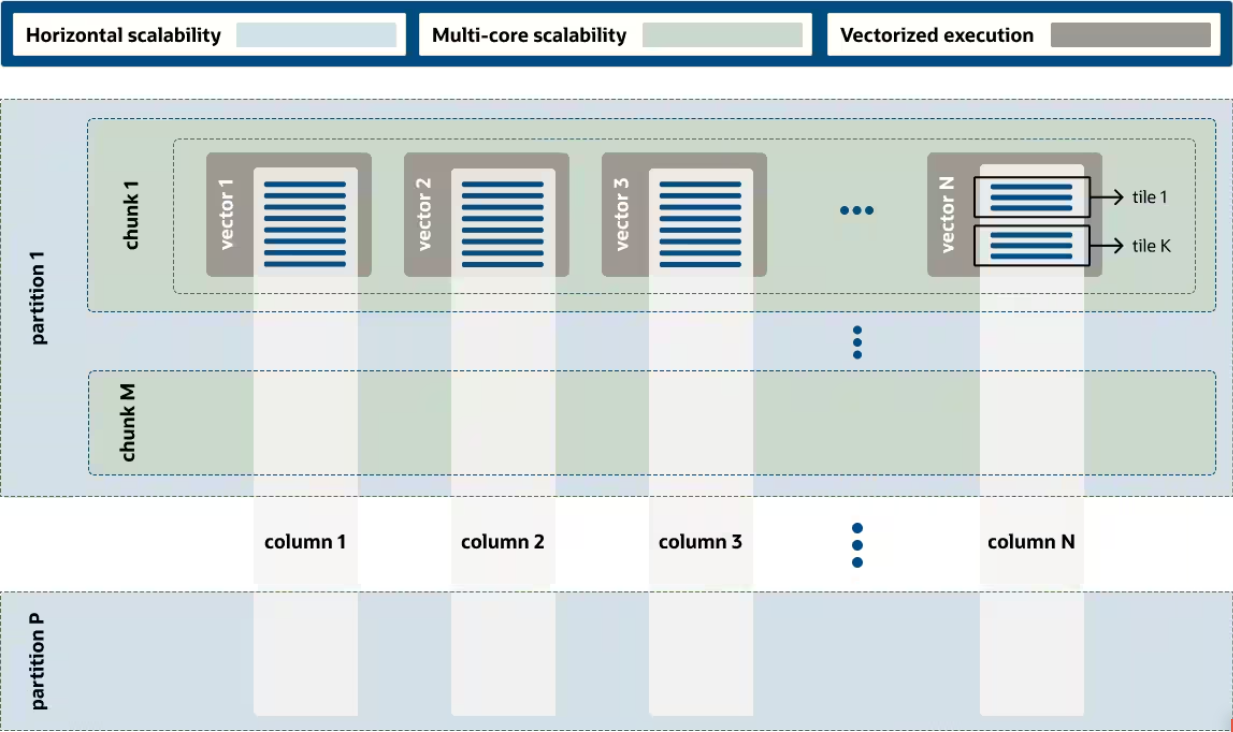 Horizontal scalability
Multi-core scalability
Vectorized execution
partition 1
chunk 1
vector 1
vector 2
vector 3
vector N
tile 1
tile K
chunk M
column 1
column 2
column 3
column N
partition P